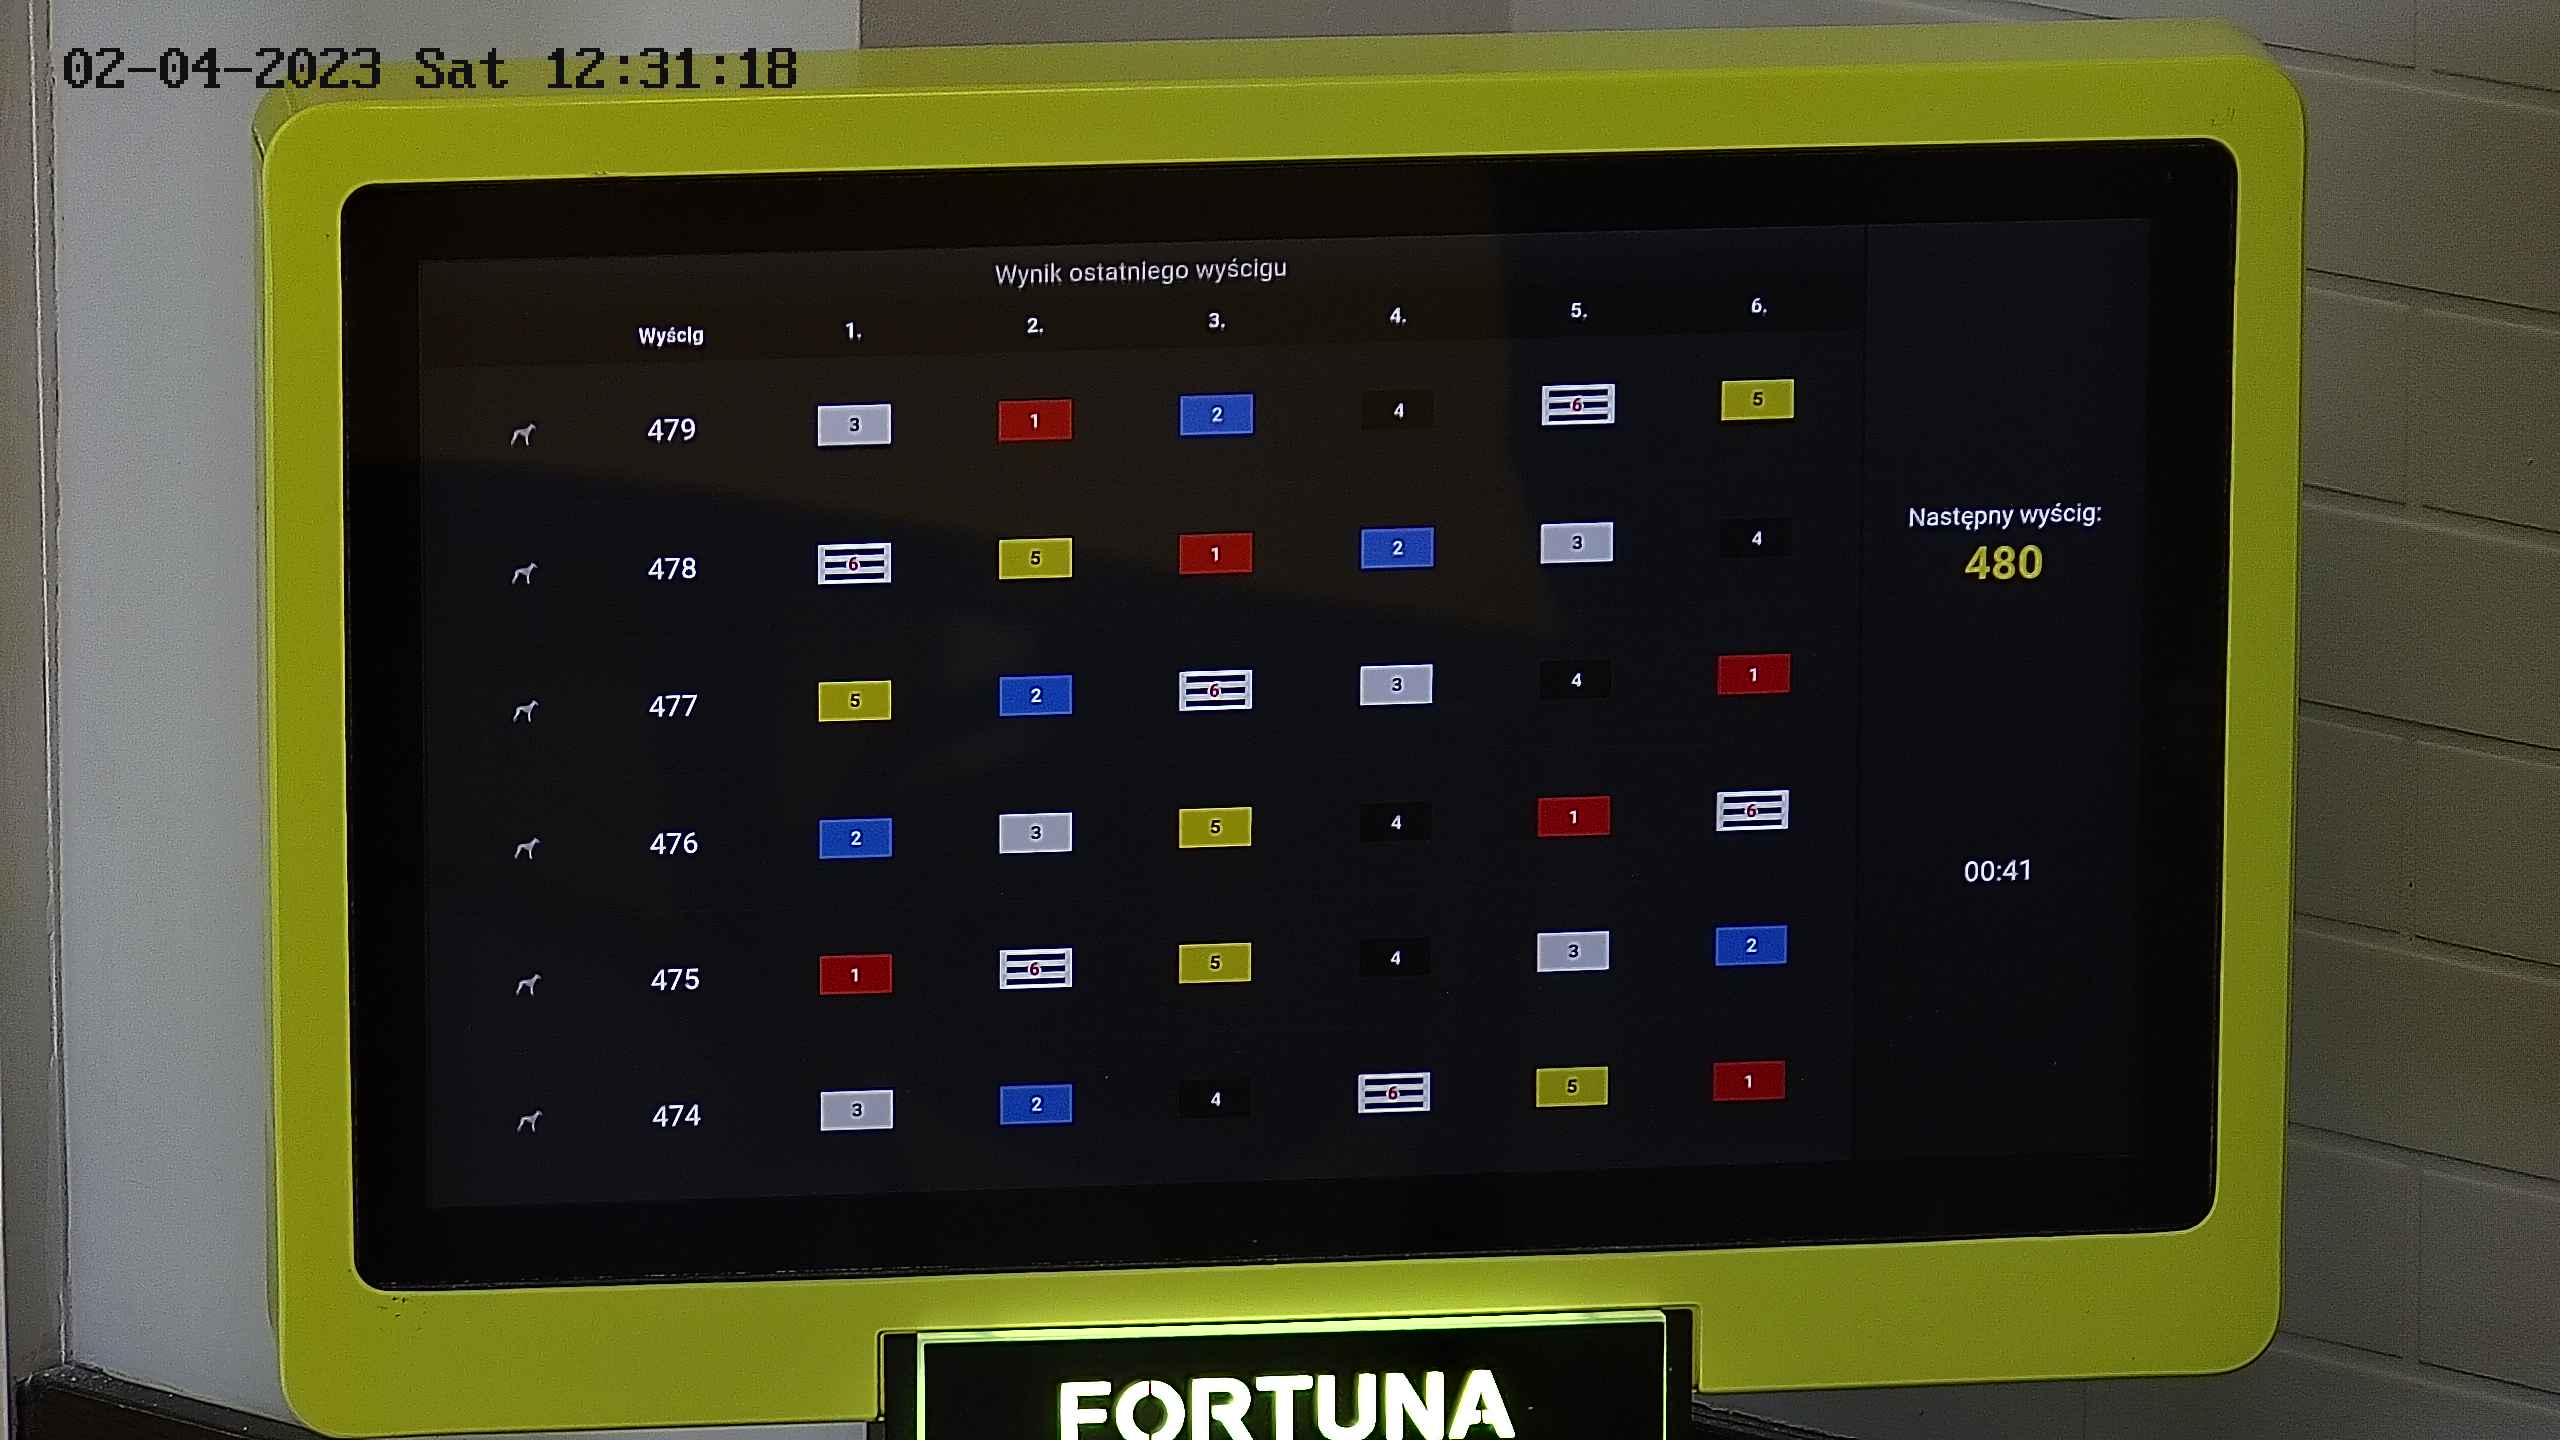 02-04-2023 Sat 12:31:18
Wynik ostatniego wyścigu
Wyścig 1. 2. 3. 4. 5. 6.
479 3 1 2 4 6 5
478 6 5 1 2 3 4
Następny wyścig:
480
477 5 2 6 3 4 1
476 2 3 5 4 1 6
00:41
475 1 6 5 4 3 2
474 3 2 4 6 5 1
FORTUNA